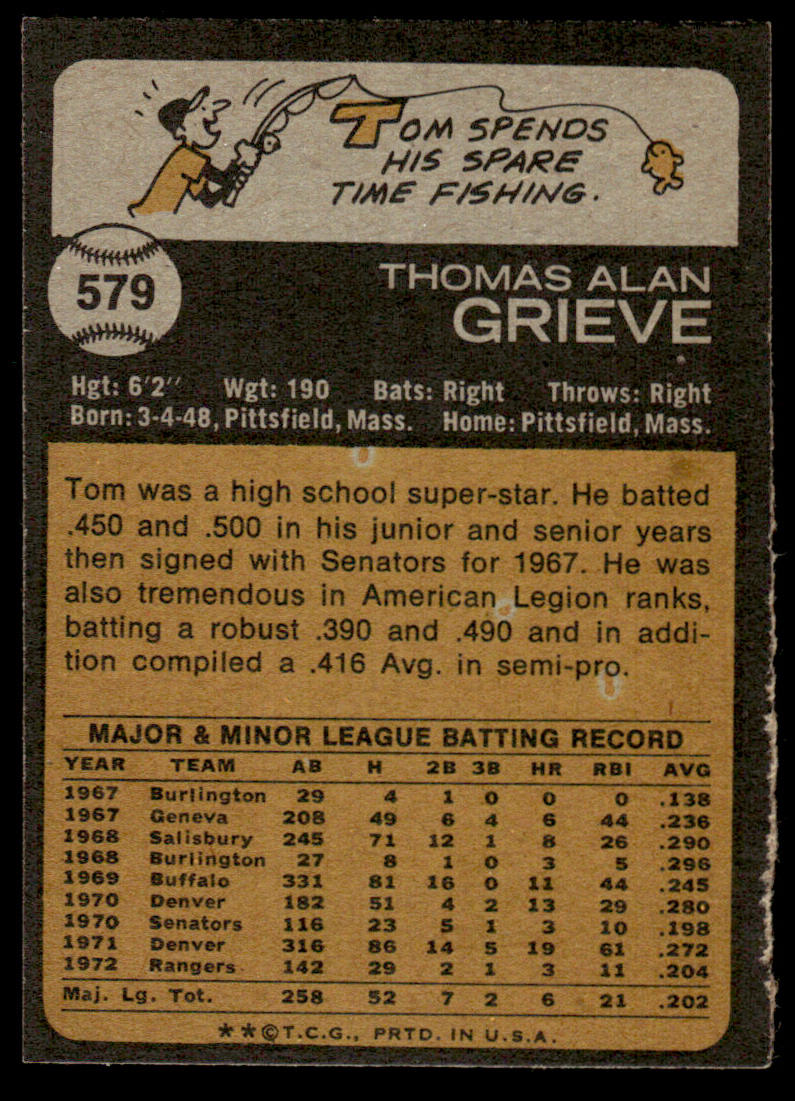 TOM SPENDS
HIS SPARE
TIME FISHING.
579
THOMAS ALAN
GRIEVE
Hgt: 6'2" Wgt: 190 Bats: Right Throws: Right
Born: 3-4-48, Pittsfield, Mass. Home: Pittsfield, Mass.
Tom was a high school super-star. He batted
.450 and .500 in his junior and senior years
then signed with Senators for 1967. He was
also tremendous in American Legion ranks,
batting a robust .390 and .490 and in addi-
tion compiled a .416 Avg. in semi-pro.
MAJOR & MINOR LEAGUE BATTING RECORD
YEAR TEAM AB H 2B 3B HR RBI AVG
1967 Burlington 29 4 1 0 0 0 .138
1967 Geneva 208 49 6 4 6 44 .236
1968 Salisbury 245 71 12 1 8 26 .290
1968 Burlington 27 8 1 0 3 5 .296
1969 Buffalo 331 81 16 0 11 44 .245
1970 Denver 182 51 4 2 13 29 .280
1970 Senators 116 23 5 1 3 10 .198
1971 Denver 316 86 14 5 19 61 .272
1972 Rangers 142 29 2 1 3 11 .204
Maj. Lg. Tot. 258 52 7 2 6 21 .202
**©T.C.G., PRTD. IN U.S.A.